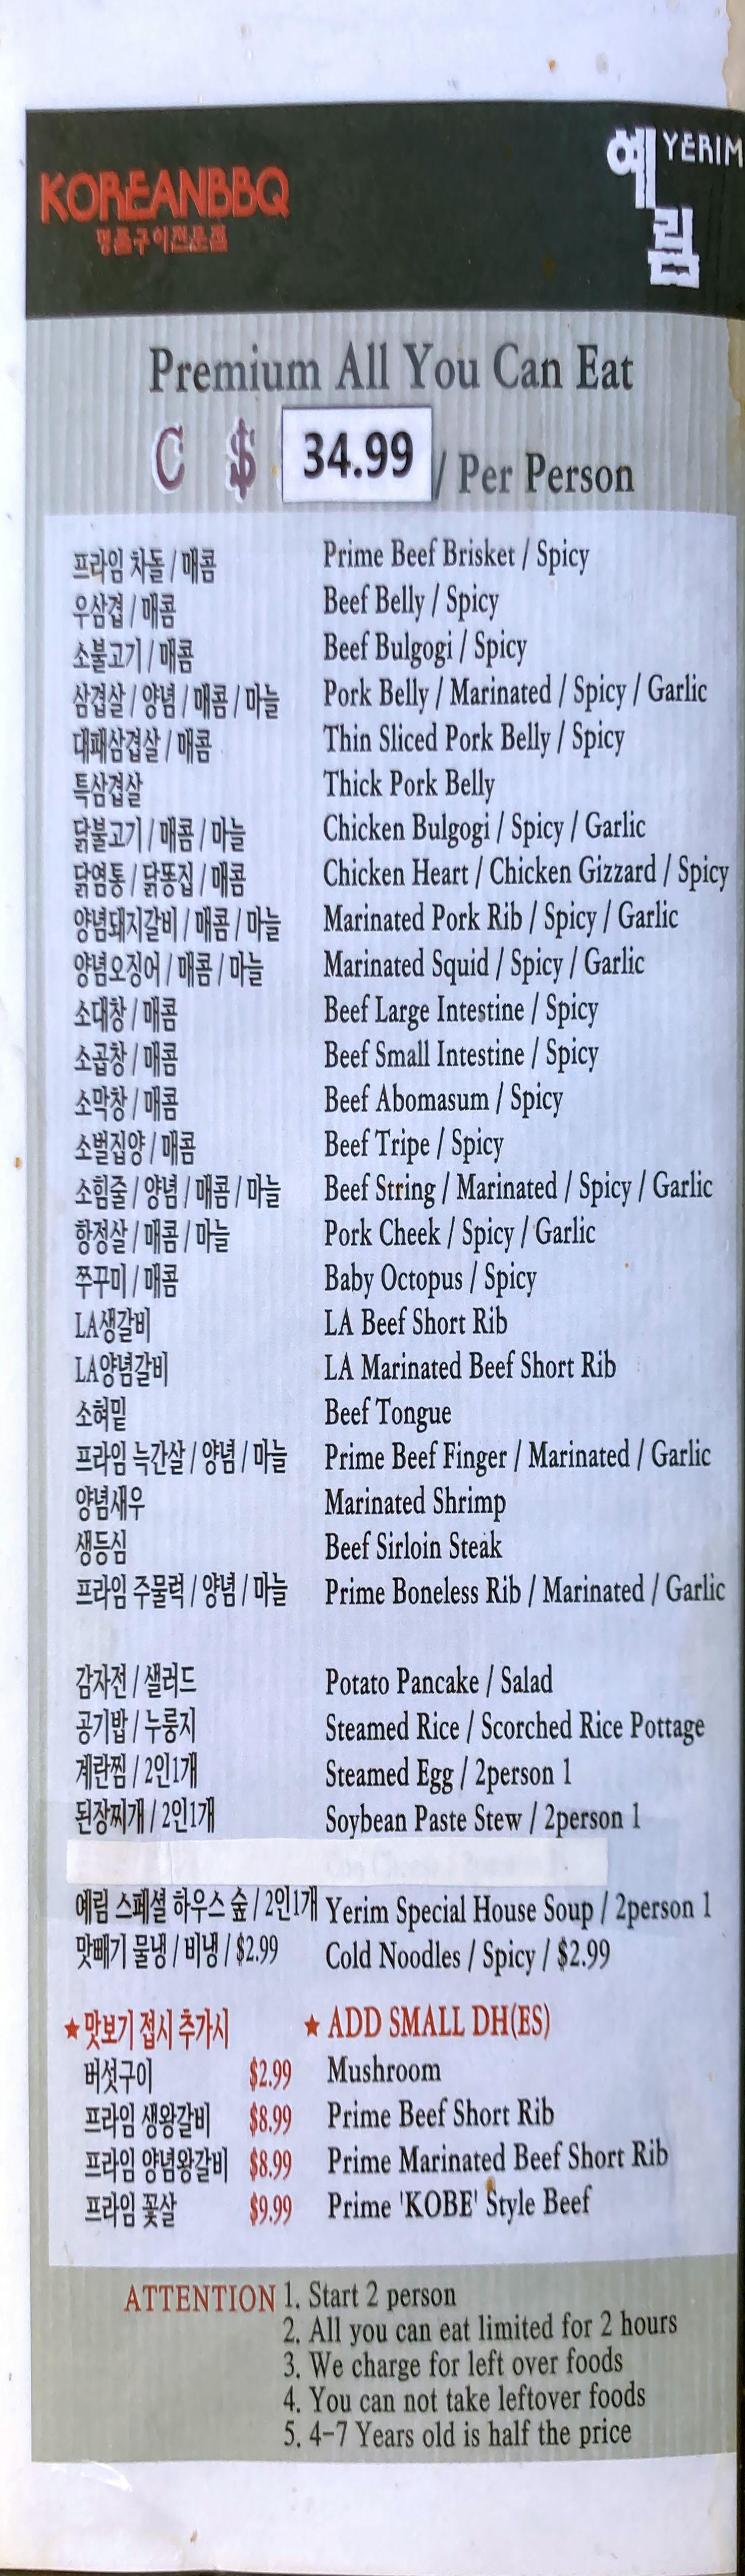 KOREANBBQ
명품구이전문점
예림 YERIM
Premium All You Can Eat
C $ 34.99 / Per Person
프라임 차돌 / 매콤 Prime Beef Brisket / Spicy
우삼겹 / 매콤 Beef Belly / Spicy
소불고기 / 매콤 Beef Bulgogi / Spicy
삼겹살 / 양념 / 매콤 / 마늘 Pork Belly / Marinated / Spicy / Garlic
대패삼겹살 / 매콤 Thin Sliced Pork Belly / Spicy
특삼겹살 Thick Pork Belly
닭불고기 / 매콤 / 마늘 Chicken Bulgogi / Spicy / Garlic
닭염통 / 닭똥집 / 매콤 Chicken Heart / Chicken Gizzard / Spicy
양념돼지갈비 / 매콤 / 마늘 Marinated Pork Rib / Spicy / Garlic
양념오징어 / 매콤 / 마늘 Marinated Squid / Spicy / Garlic
소대창 / 매콤 Beef Large Intestine / Spicy
소곱창 / 매콤 Beef Small Intestine / Spicy
소막창 / 매콤 Beef Abomasum / Spicy
소벌집양 / 매콤 Beef Tripe / Spicy
소힘줄 / 양념 / 매콤 / 마늘 Beef String / Marinated / Spicy / Garlic
항정살 / 매콤 / 마늘 Pork Cheek / Spicy / Garlic
쭈꾸미 / 매콤 Baby Octopus / Spicy
LA생갈비 LA Beef Short Rib
LA양념갈비 LA Marinated Beef Short Rib
소혀밑 Beef Tongue
프라임 늑간살 / 양념 / 마늘 Prime Beef Finger / Marinated / Garlic
양념새우 Marinated Shrimp
생등심 Beef Sirloin Steak
프라임 주물럭 / 양념 / 마늘 Prime Boneless Rib / Marinated / Garlic
감자전 / 샐러드 Potato Pancake / Salad
공기밥 / 누룽지 Steamed Rice / Scorched Rice Pottage
계란찜 / 2인1개 Steamed Egg / 2person 1
된장찌개 / 2인1개 Soybean Paste Stew / 2person 1
예림 스페셜 하우스 숲 / 2인1개 Yerim Special House Soup / 2person 1
맛빼기 물냉 / 비냉 / $2.99 Cold Noodles / Spicy / $2.99
★ 맛보기 접시 추가시 ★ ADD SMALL DH(ES)
버섯구이 $2.99 Mushroom
프라임 생왕갈비 $8.99 Prime Beef Short Rib
프라임 양념왕갈비 $8.99 Prime Marinated Beef Short Rib
프라임 꽃살 $9.99 Prime 'KOBE' Style Beef
ATTENTION 1. Start 2 person
2. All you can eat limited for 2 hours
3. We charge for left over foods
4. You can not take leftover foods
5. 4-7 Years old is half the price